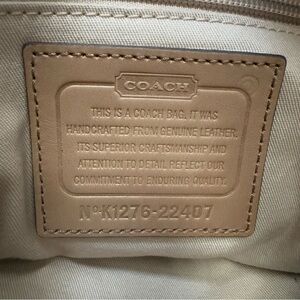 COACH
THIS IS A COACH BAG. IT WAS
HANDCRAFTED FROM GENUINE LEATHER.
ITS SUPERIOR CRAFTSMANSHIP AND
ATTENTION TO DETAIL REFLECT OUR
COMMITMENT TO ENDURING QUALITY.
Nº K1276-22407